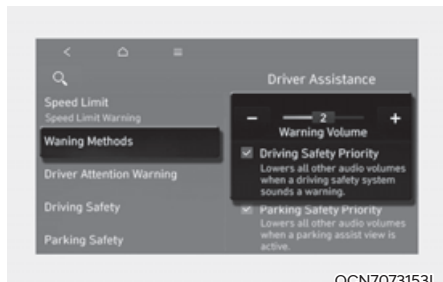 Driver Assistance
Speed Limit
Speed Limit Warning
Waning Methods
Driver Attention Warning
Driving Safety
Parking Safety
− 2 +
Warning Volume
Driving Safety Priority
Lowers all other audio volumes
when a driving safety system
sounds a warning.
Parking Safety Priority
Lowers all other audio volumes
when a parking assist view is
active.